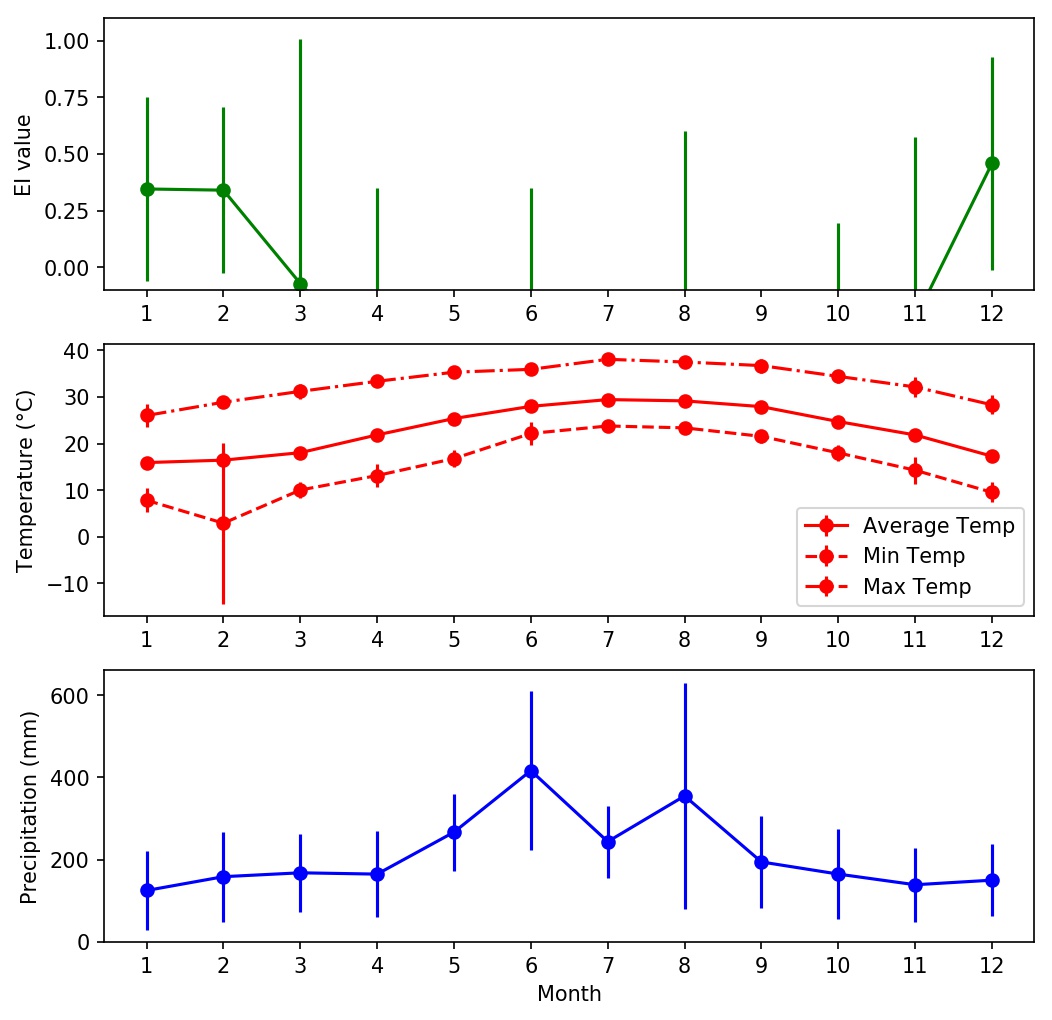 EI value
1.00
0.75
0.50
0.25
0.00
1 2 3 4 5 6 7 8 9 10 11 12
Temperature (°C)
40
30
20
10
0
−10
Average Temp
Min Temp
Max Temp
1 2 3 4 5 6 7 8 9 10 11 12
Precipitation (mm)
600
400
200
0
1 2 3 4 5 6 7 8 9 10 11 12
Month